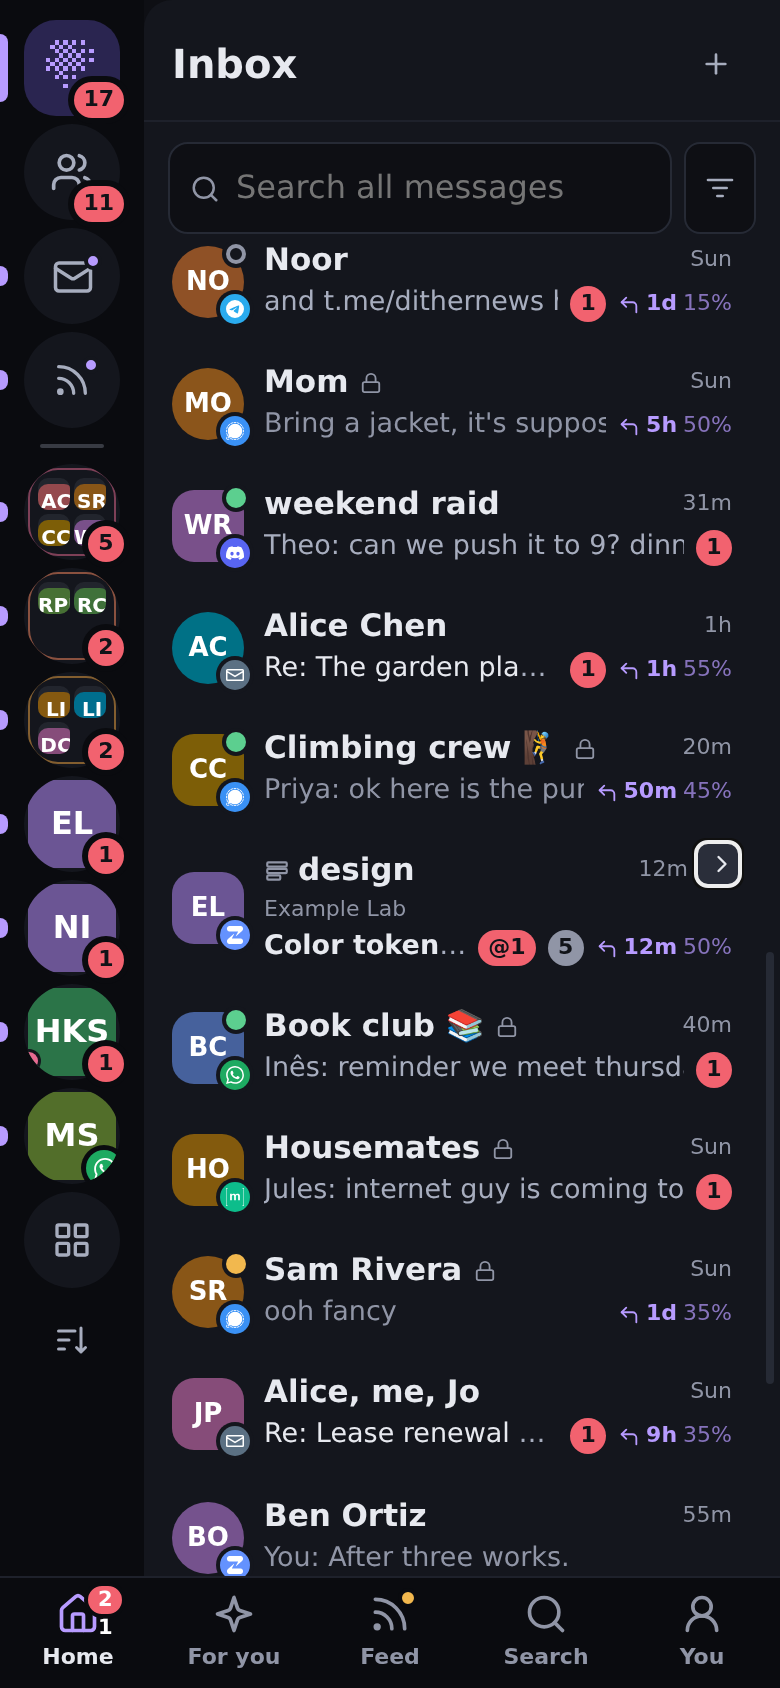 Inbox
17
11
Search all messages
NO
Noor
Sun
and t.me/dithernews
1
1d 15%
MO
Mom
Sun
Bring a jacket, it's suppos
5h 50%
AC SR
CC
5
WR
weekend raid
31m
Theo: can we push it to 9? dinn
1
RP RC
2
AC
Alice Chen
1h
Re: The garden pla…
1
1h 55%
LI LI
DC
2
CC
Climbing crew 🧗
20m
Priya: ok here is the pur
50m 45%
EL
1
EL
design
12m
Example Lab
Color token…
@1
5
12m 50%
NI
1
HKS
1
BC
Book club 📚
40m
Inês: reminder we meet thursd
1
MS
HO
Housemates
Sun
m
Jules: internet guy is coming to
1
SR
Sam Rivera
Sun
ooh fancy
1d 35%
JP
Alice, me, Jo
Sun
Re: Lease renewal …
1
9h 35%
BO
Ben Ortiz
55m
You: After three works.
2
1
Home
For you
Feed
Search
You